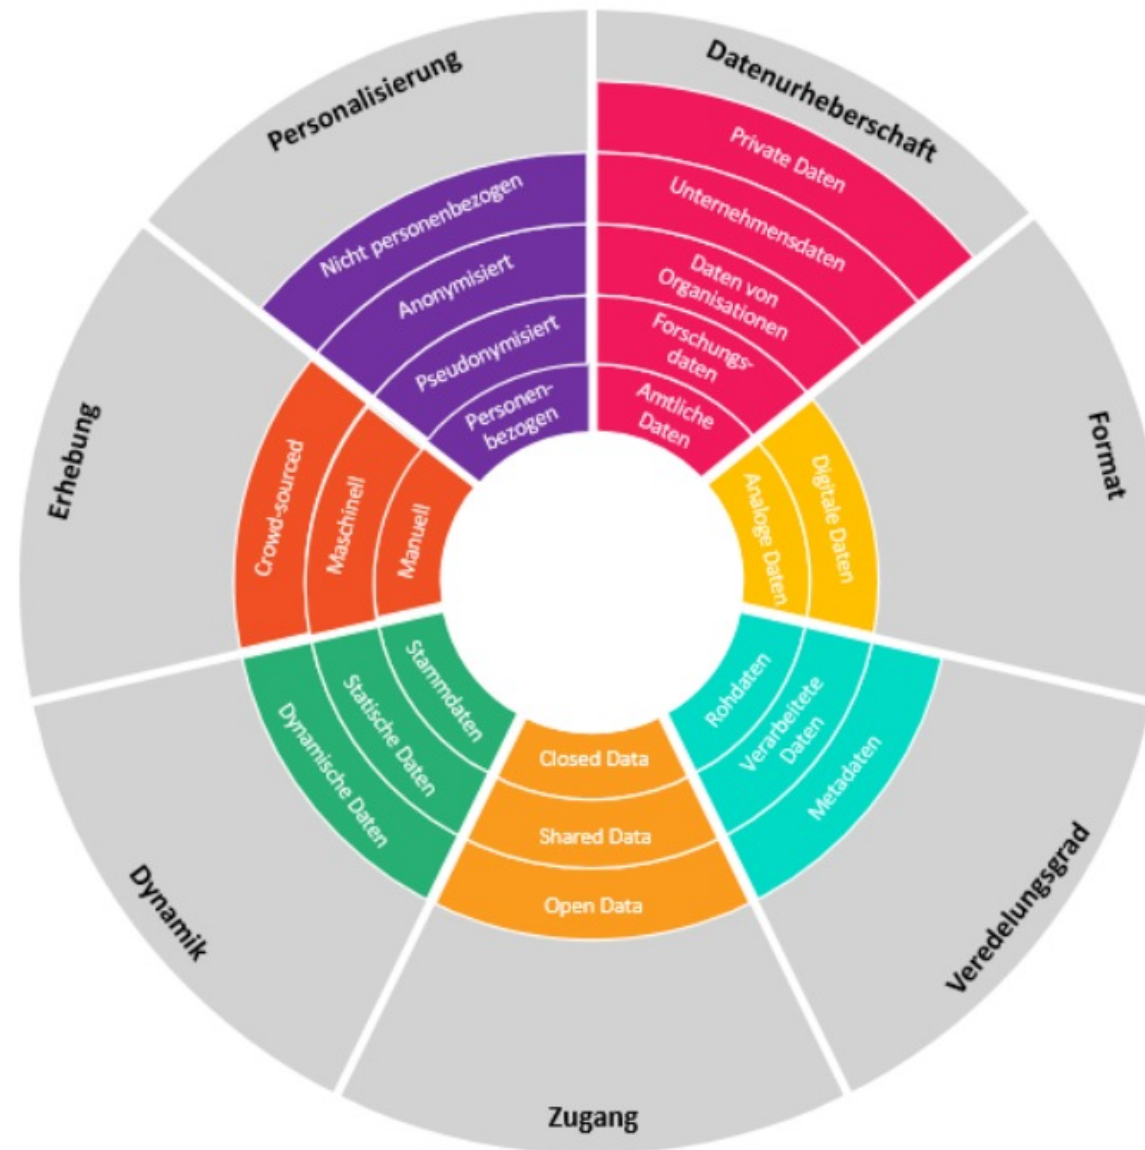 Personalisierung
Nicht personenbezogen
Anonymisiert
Pseudonymisiert
Personen-
bezogen
Datenurheberschaft
Private Daten
Unternehmensdaten
Daten von
Organisationen
Forschungs-
daten
Amtliche
Daten
Format
Digitale Daten
Analoge Daten
Veredelungsgrad
Rohdaten
Verarbeitete
Daten
Metadaten
Zugang
Closed Data
Shared Data
Open Data
Dynamik
Stammdaten
Statische Daten
Dynamische Daten
Erhebung
Crowd-sourced
Maschinell
Manuell